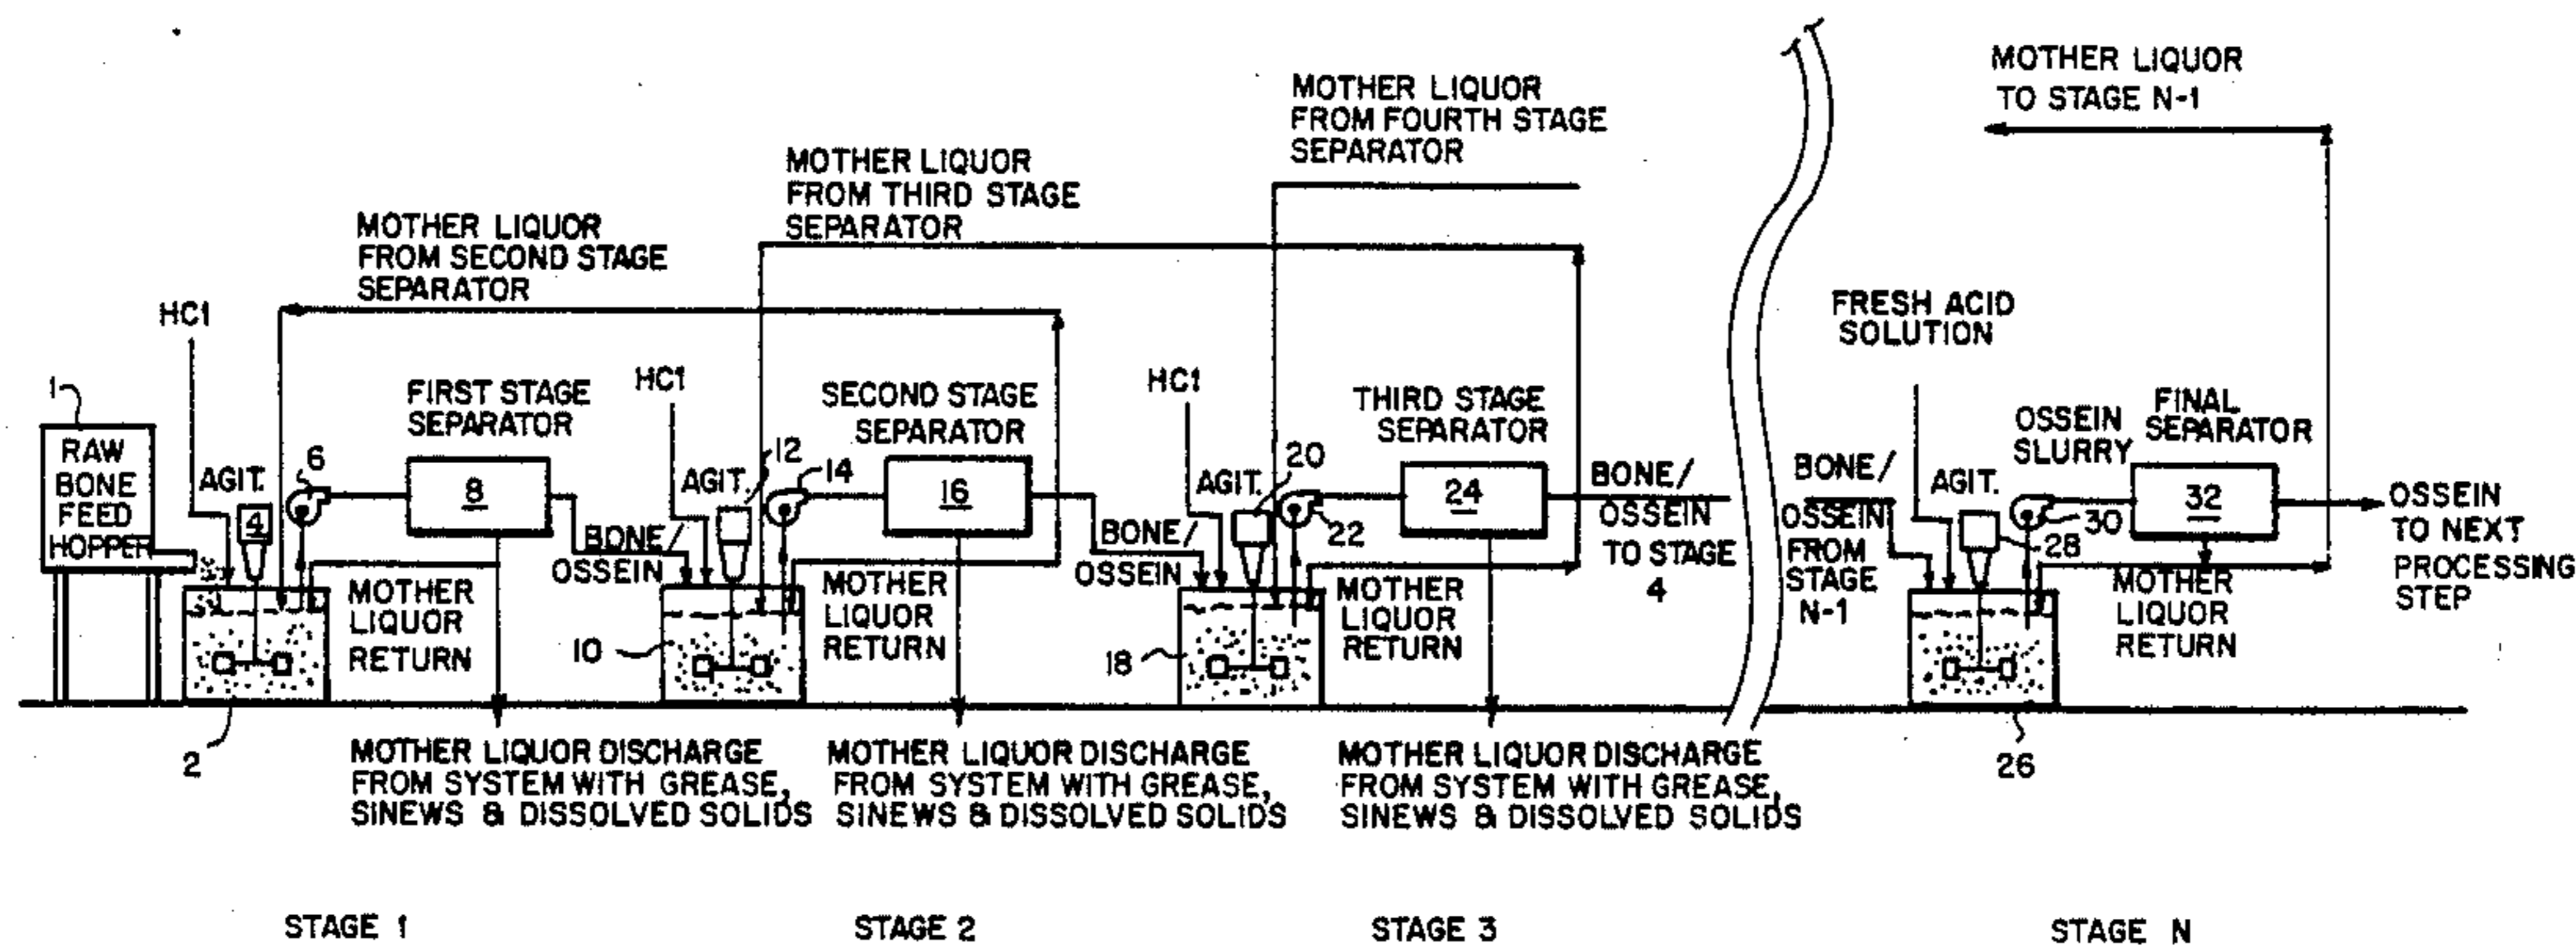 MOTHER LIQUOR
TO STAGE N-1
MOTHER LIQUOR
FROM FOURTH STAGE
SEPARATOR
MOTHER LIQUOR
FROM THIRD STAGE
SEPARATOR
MOTHER LIQUOR
FROM SECOND STAGE
SEPARATOR
HC1
1
RAW
BONE
FEED
HOPPER
AGIT.
4
6
FIRST STAGE
SEPARATOR
8
BONE/
OSSEIN
MOTHER
LIQUOR
RETURN
2
HC1
AGIT.
12
14
SECOND STAGE
SEPARATOR
16
BONE/
OSSEIN
MOTHER
LIQUOR
RETURN
10
HC1
AGIT.
20
22
THIRD STAGE
SEPARATOR
24
BONE/
OSSEIN
TO STAGE
4
MOTHER
LIQUOR
RETURN
18
FRESH ACID
SOLUTION
BONE/
OSSEIN
FROM
STAGE
N-1
AGIT.
28
30
OSSEIN
SLURRY
FINAL
SEPARATOR
32
MOTHER
LIQUOR
RETURN
OSSEIN
TO NEXT
PROCESSING
STEP
26
MOTHER LIQUOR DISCHARGE
FROM SYSTEM WITH GREASE,
SINEWS & DISSOLVED SOLIDS
MOTHER LIQUOR DISCHARGE
FROM SYSTEM WITH GREASE,
SINEWS & DISSOLVED SOLIDS
MOTHER LIQUOR DISCHARGE
FROM SYSTEM WITH GREASE,
SINEWS & DISSOLVED SOLIDS
STAGE 1
STAGE 2
STAGE 3
STAGE N